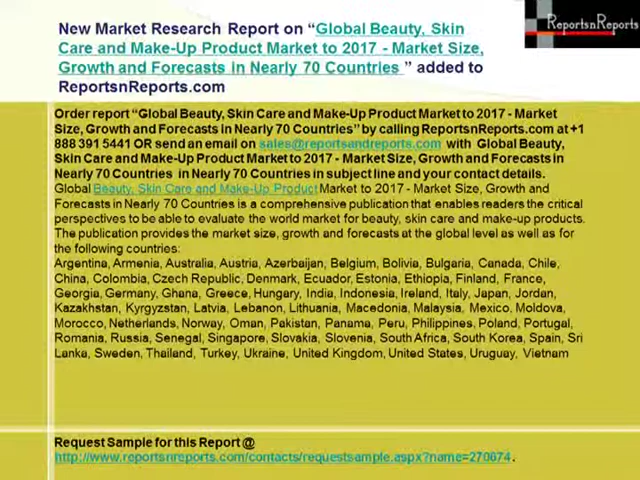 ReportsnReports
New Market Research Report on “Global Beauty, Skin
Care and Make-Up Product Market to 2017 - Market Size,
Growth and Forecasts in Nearly 70 Countries ” added to
ReportsnReports.com
Order report “Global Beauty, Skin Care and Make-Up Product Market to 2017 - Market
Size, Growth and Forecasts in Nearly 70 Countries” by calling ReportsnReports.com at +1
888 391 5441 OR send an email on sales@reportsandreports.com with Global Beauty,
Skin Care and Make-Up Product Market to 2017 - Market Size, Growth and Forecasts in
Nearly 70 Countries in Nearly 70 Countries in subject line and your contact details.
Global Beauty, Skin Care and Make-Up Product Market to 2017 - Market Size, Growth and
Forecasts in Nearly 70 Countries is a comprehensive publication that enables readers the critical
perspectives to be able to evaluate the world market for beauty, skin care and make-up products.
The publication provides the market size, growth and forecasts at the global level as well as for
the following countries:
Argentina, Armenia, Australia, Austria, Azerbaijan, Belgium, Bolivia, Bulgaria, Canada, Chile,
China, Colombia, Czech Republic, Denmark, Ecuador, Estonia, Ethiopia, Finland, France,
Georgia, Germany, Ghana, Greece, Hungary, India, Indonesia, Ireland, Italy, Japan, Jordan,
Kazakhstan, Kyrgyzstan, Latvia, Lebanon, Lithuania, Macedonia, Malaysia, Mexico, Moldova,
Morocco, Netherlands, Norway, Oman, Pakistan, Panama, Peru, Philippines, Poland, Portugal,
Romania, Russia, Senegal, Singapore, Slovakia, Slovenia, South Africa, South Korea, Spain, Sri
Lanka, Sweden, Thailand, Turkey, Ukraine, United Kingdom, United States, Uruguay, Vietnam
Request Sample for this Report @
http://www.reportsnreports.com/contacts/requestsample.aspx?name=270674.